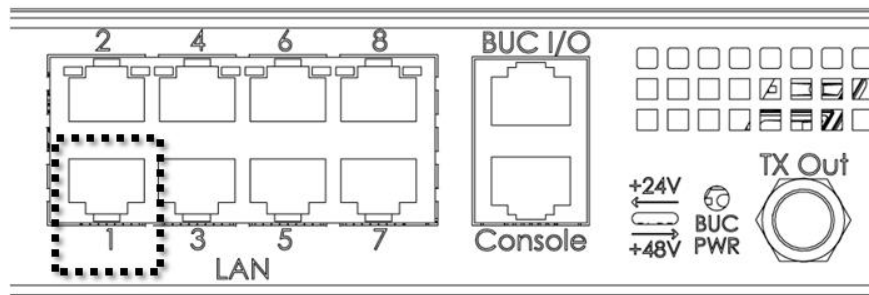 2 4 6 8 BUC I/O
TX Out
+24V
BUC
+48V PWR
1 3 5 7 Console
LAN